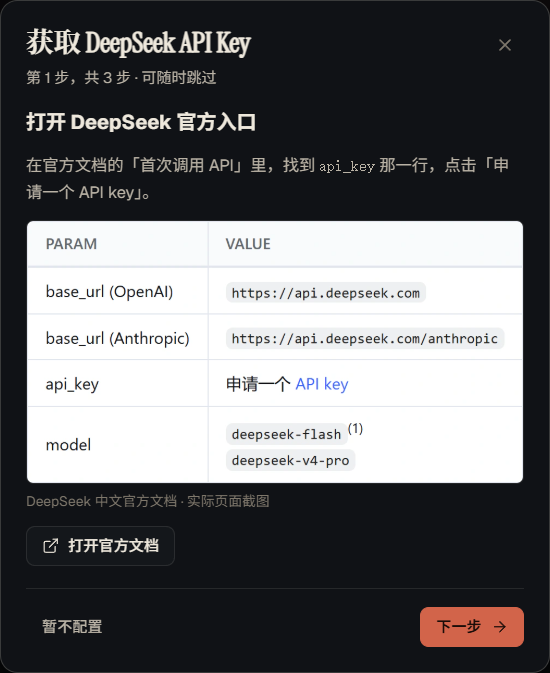 获取 DeepSeek API Key
第 1 步，共 3 步 · 可随时跳过
打开 DeepSeek 官方入口
在官方文档的「首次调用 API」里，找到 api_key 那一行，点击「申
请一个 API key」。
PARAM VALUE
base_url (OpenAI) https://api.deepseek.com
base_url (Anthropic) https://api.deepseek.com/anthropic
api_key 申请一个 API key
model deepseek-flash(1)
deepseek-v4-pro
DeepSeek 中文官方文档 · 实际页面截图
打开官方文档
暂不配置 下一步